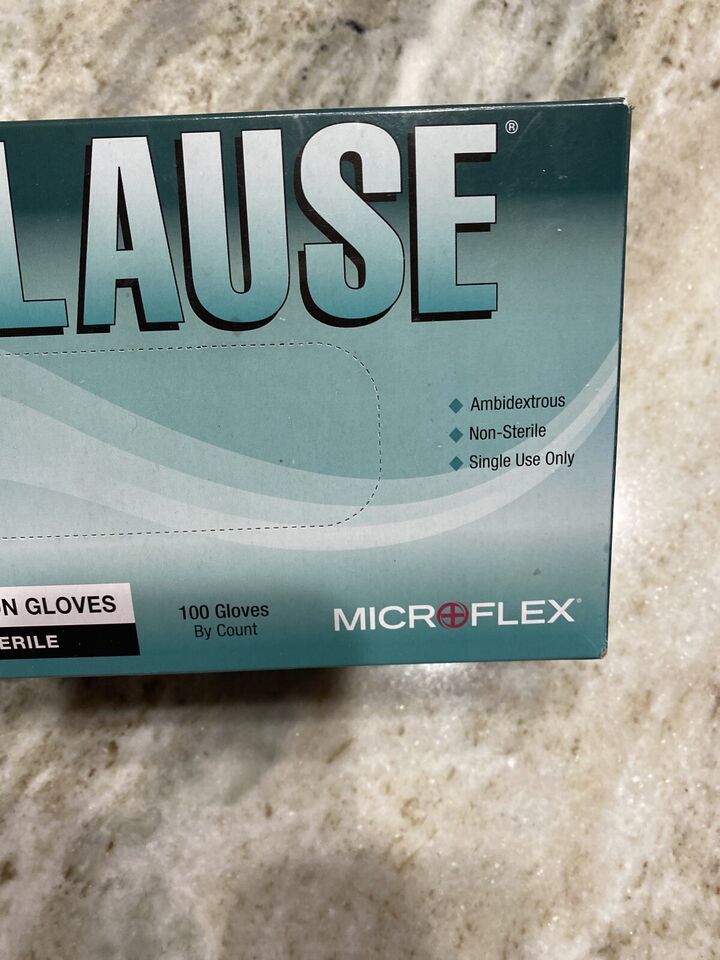 LAUSE®
Ambidextrous
Non-Sterile
Single Use Only
N GLOVES
ERILE
100 Gloves
By Count
MICROFLEX®